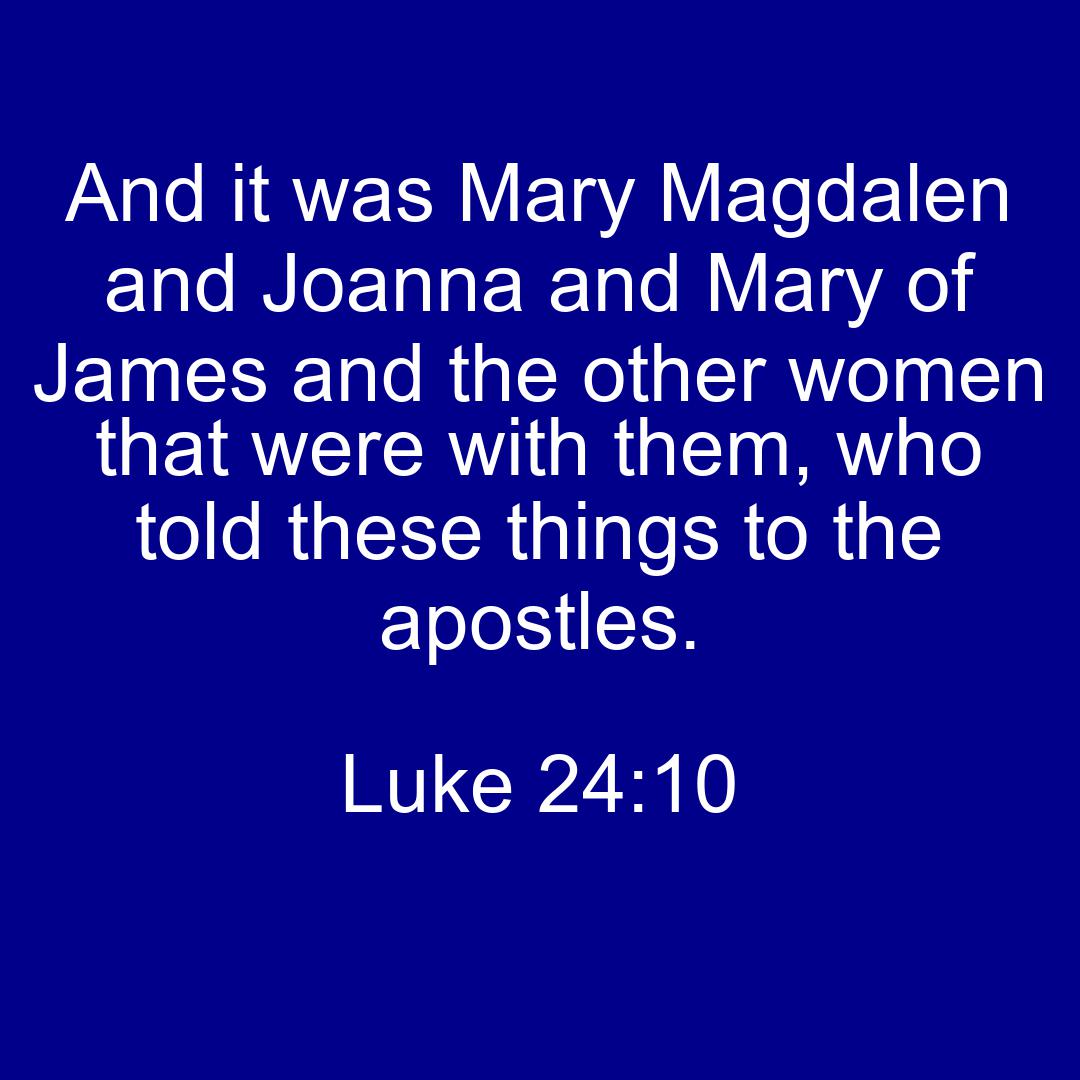 And it was Mary Magdalen
and Joanna and Mary of
James and the other women
that were with them, who
told these things to the
apostles.
Luke 24:10